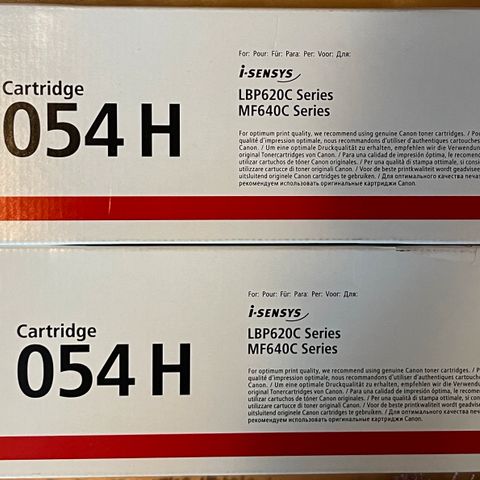 For: Pour: Für: Para: Per: Voor: Для:
i-SENSYS
Cartridge
LBP620C Series
MF640C Series
054 H
For optimum print quality, we recommend using genuine Canon toner cartridges. /
qualité d'impression optimale, nous recommandons d'utiliser d'authentiques cartouches
Canon. / Um eine optimale Druckqualität zu erhalten, empfehlen wir die Verwendung
original Tonercartridges von Canon. / Para una calidad de impresión óptima, le recomend
utilizar cartuchos de tóner Canon originales. / Per una qualità di stampa ottimale, si consi
utilizzare cartucce di toner originali Canon. / Voor de beste printkwaliteit wordt geadvise
uitsluitend originele Canon cartridges te gebruiken. / Для оптимального качества печа
рекомендуем использовать оригинальные картриджи Canon.
For: Pour: Für: Para: Per: Voor: Для:
i-SENSYS
Cartridge
LBP620C Series
MF640C Series
054 H
For optimum print quality, we recommend using genuine Canon toner cartridges. /
qualité d'impression optimale, nous recommandons d'utiliser d'authentiques cartouche
Canon. / Um eine optimale Druckqualität zu erhalten, empfehlen wir die Verwendu
original Tonercartridges von Canon. / Para una calidad de impresión óptima, le recome
utilizar cartuchos de tóner Canon originales. / Per una qualità di stampa ottimale, si con
utilizzare cartucce di toner originali Canon. / Voor de beste printkwaliteit wordt geadvise
uitsluitend originele Canon cartridges te gebruiken. / Для оптимального качества печ
рекомендуем использовать оригинальные картриджи Canon.